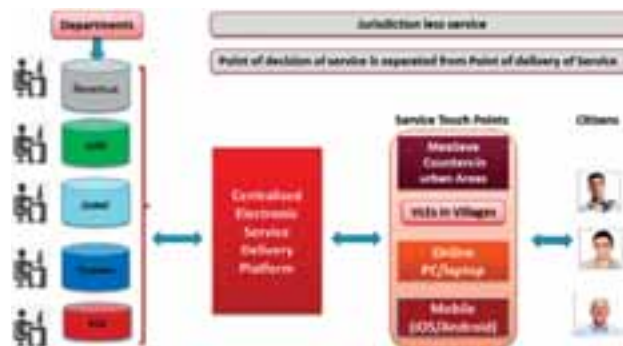 Departments
Jurisdiction less service
Point of decision of service is separated from Point of delivery of Service
Revenue
Service Touch Points
Citizens
MeeSeva
Counters in
urban Areas
VLEs in Villages
Centralised
Electronic
Service
Delivery
Platform
Online
PC/laptop
Mobile
(iOS/Android)